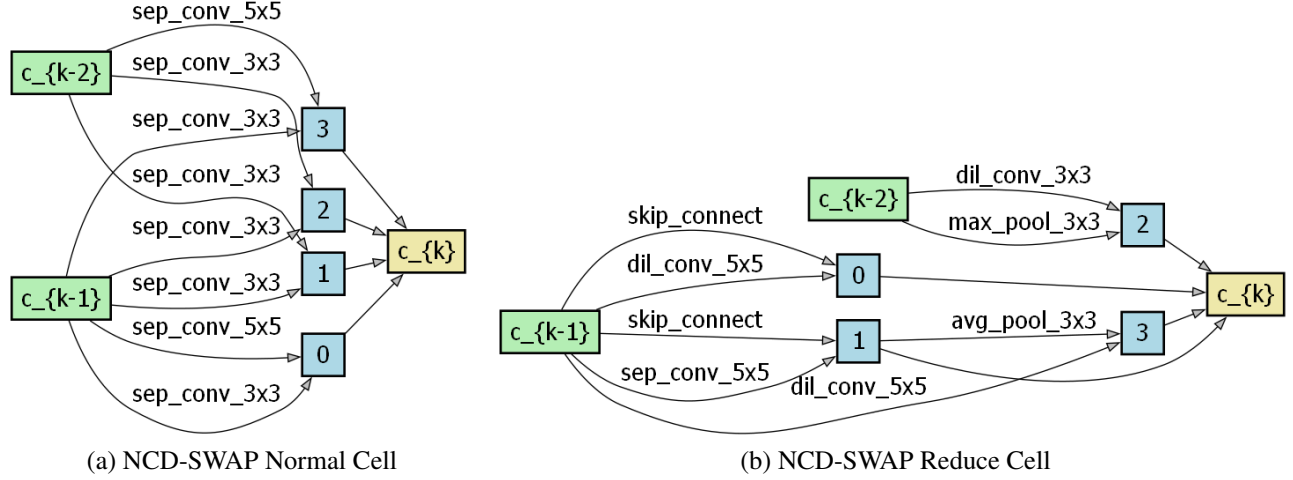 sep_conv_5x5
c_{k-2}
sep_conv_3x3
sep_conv_3x3
3
sep_conv_3x3
2
sep_conv_3x3
c_{k}
1
sep_conv_3x3
c_{k-1}
sep_conv_5x5
0
sep_conv_3x3
(a) NCD-SWAP Normal Cell
dil_conv_3x3
c_{k-2}
skip_connect
max_pool_3x3
2
dil_conv_5x5
0
c_{k}
skip_connect
avg_pool_3x3
c_{k-1}
1
3
sep_conv_5x5
dil_conv_5x5
(b) NCD-SWAP Reduce Cell